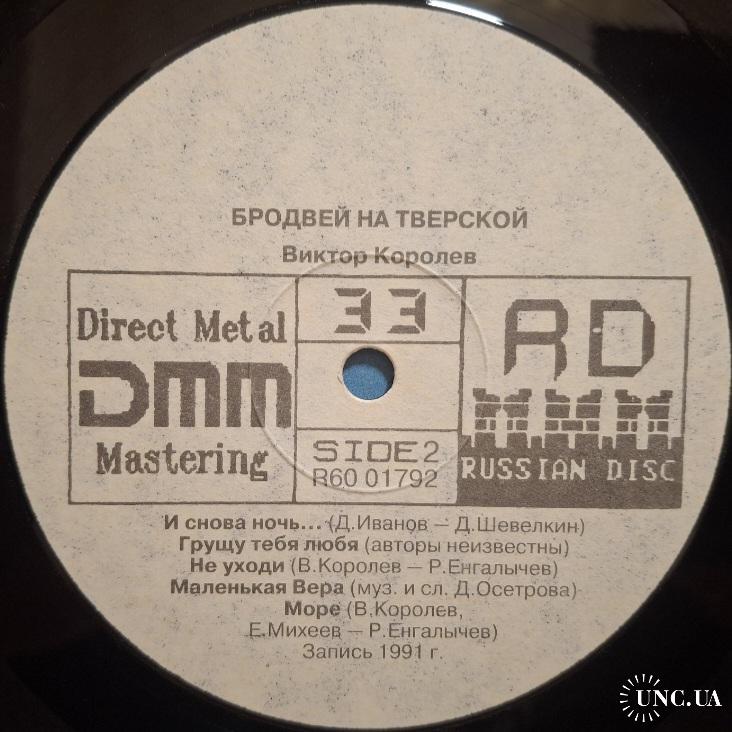 БРОДВЕЙ НА ТВЕРСКОЙ
Виктор Королев
Direct Metal
DMM
Mastering
33
SIDE 2
R60 01792
RD
RUSSIAN DISC
И снова ночь... (Д.Иванов — Д.Шевелкин)
Грущу тебя любя (авторы неизвестны)
Не уходи (В.Королев — Р.Енгалычев)
Маленькая Вера (муз. и сл. Д.Осетрова)
Море (В.Королев,
Е.Михеев — Р.Енгалычев)
Запись 1991 г.
UNC.UA